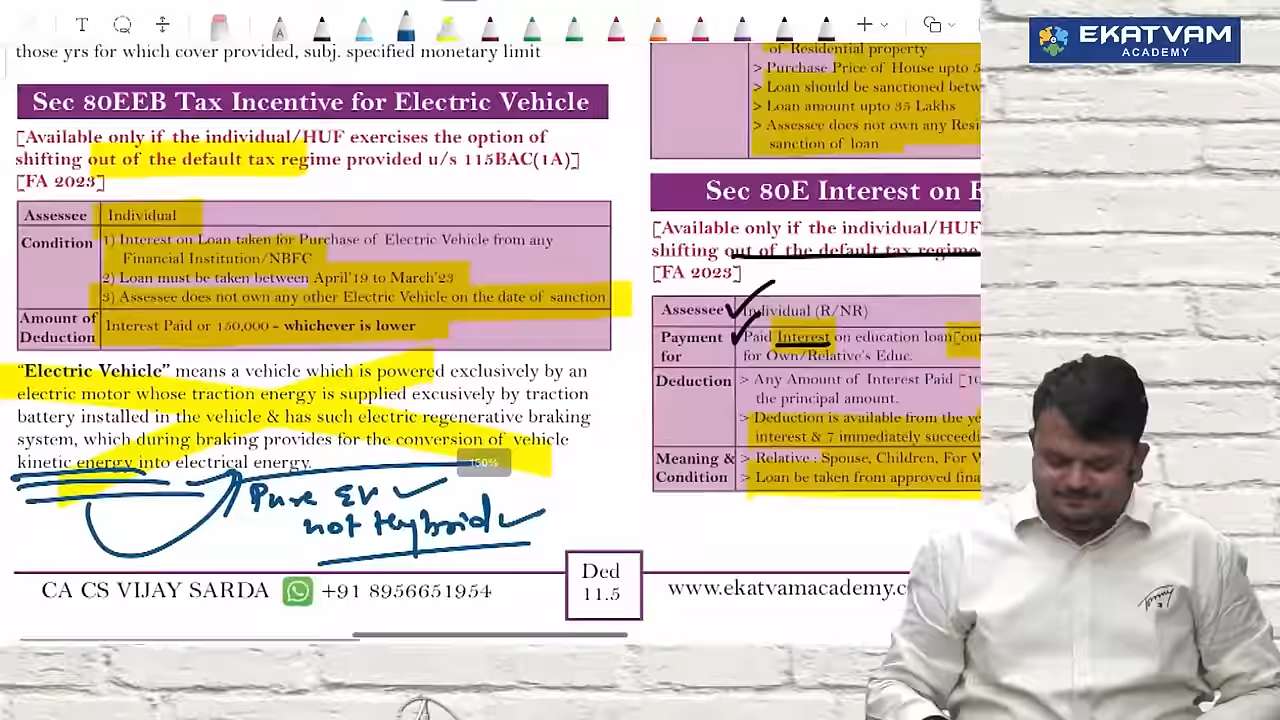 EKATVAM
ACADEMY
those yrs for which cover provided, subj. specified monetary limit
Sec 80EEB Tax Incentive for Electric Vehicle
[Available only if the individual/HUF exercises the option of
shifting out of the default tax regime provided u/s 115BAC(1A)]
[FA 2023]
Assessee Individual
Condition 1) Interest on Loan taken for Purchase of Electric Vehicle from any
Financial Institution/NBFC
2) Loan must be taken between April'19 to March'23
3) Assessee does not own any other Electric Vehicle on the date of sanction
Amount of
Deduction Interest Paid or 150,000 - whichever is lower
"Electric Vehicle" means a vehicle which is powered exclusively by an
electric motor whose traction energy is supplied excusively by traction
battery installed in the vehicle & has such electric regenerative braking
system, which during braking provides for the conversion of vehicle
kinetic energy into electrical energy.
150%
Pure EV
not Hybrid
CA CS VIJAY SARDA +91 8956651954
Ded
11.5
of Residential property
> Purchase Price of House upto 5
> Loan should be sanctioned betw
> Loan amount upto 35 Lakhs
> Assessee does not own any Resi
sanction of loan
Sec 80E Interest on E
[Available only if the individual/HU
shifting out of the default tax regime
[FA 2023]
Assessee Individual (R/NR)
Payment
for Paid Interest on education loan[out
for Own/Relative's Educ.
Deduction > Any Amount of Interest Paid [10
the principal amount.
> Deduction is available from the ye
interest & 7 immediately succeedi
Meaning &
Condition > Relative : Spouse, Children, For W
> Loan be taken from approved fina
www.ekatvamacademy.c